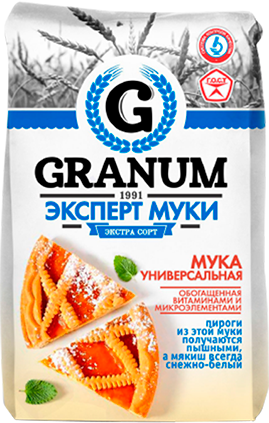 ГОСТ
G
GRANUM
1991
ЭКСПЕРТ МУКИ
ЭКСТРА СОРТ
МУКА
УНИВЕРСАЛЬНАЯ
ОБОГАЩЕННАЯ
ВИТАМИНАМИ И
МИКРОЭЛЕМЕНТАМИ
пироги
из этой муки
получаются
пышными,
а мякиш всегда
снежно-белый